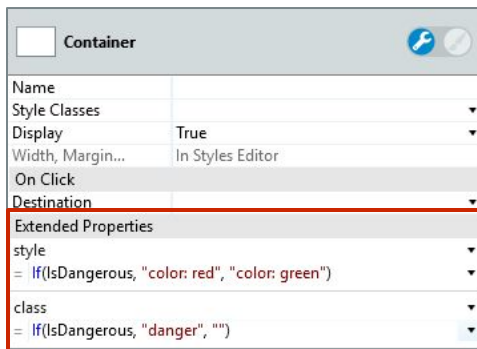 Container
Name
Style Classes
Display True
Width, Margin... In Styles Editor
On Click
Destination
Extended Properties
style
= If(IsDangerous, "color: red", "color: green")
class
= If(IsDangerous, "danger", "")